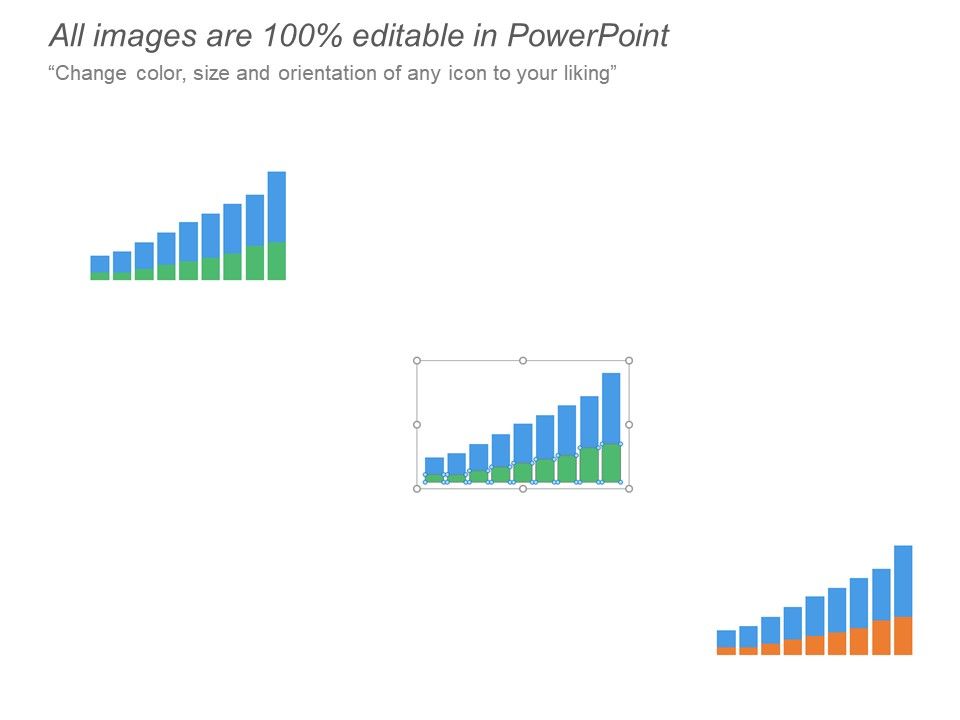 All images are 100% editable in PowerPoint
“Change color, size and orientation of any icon to your liking”